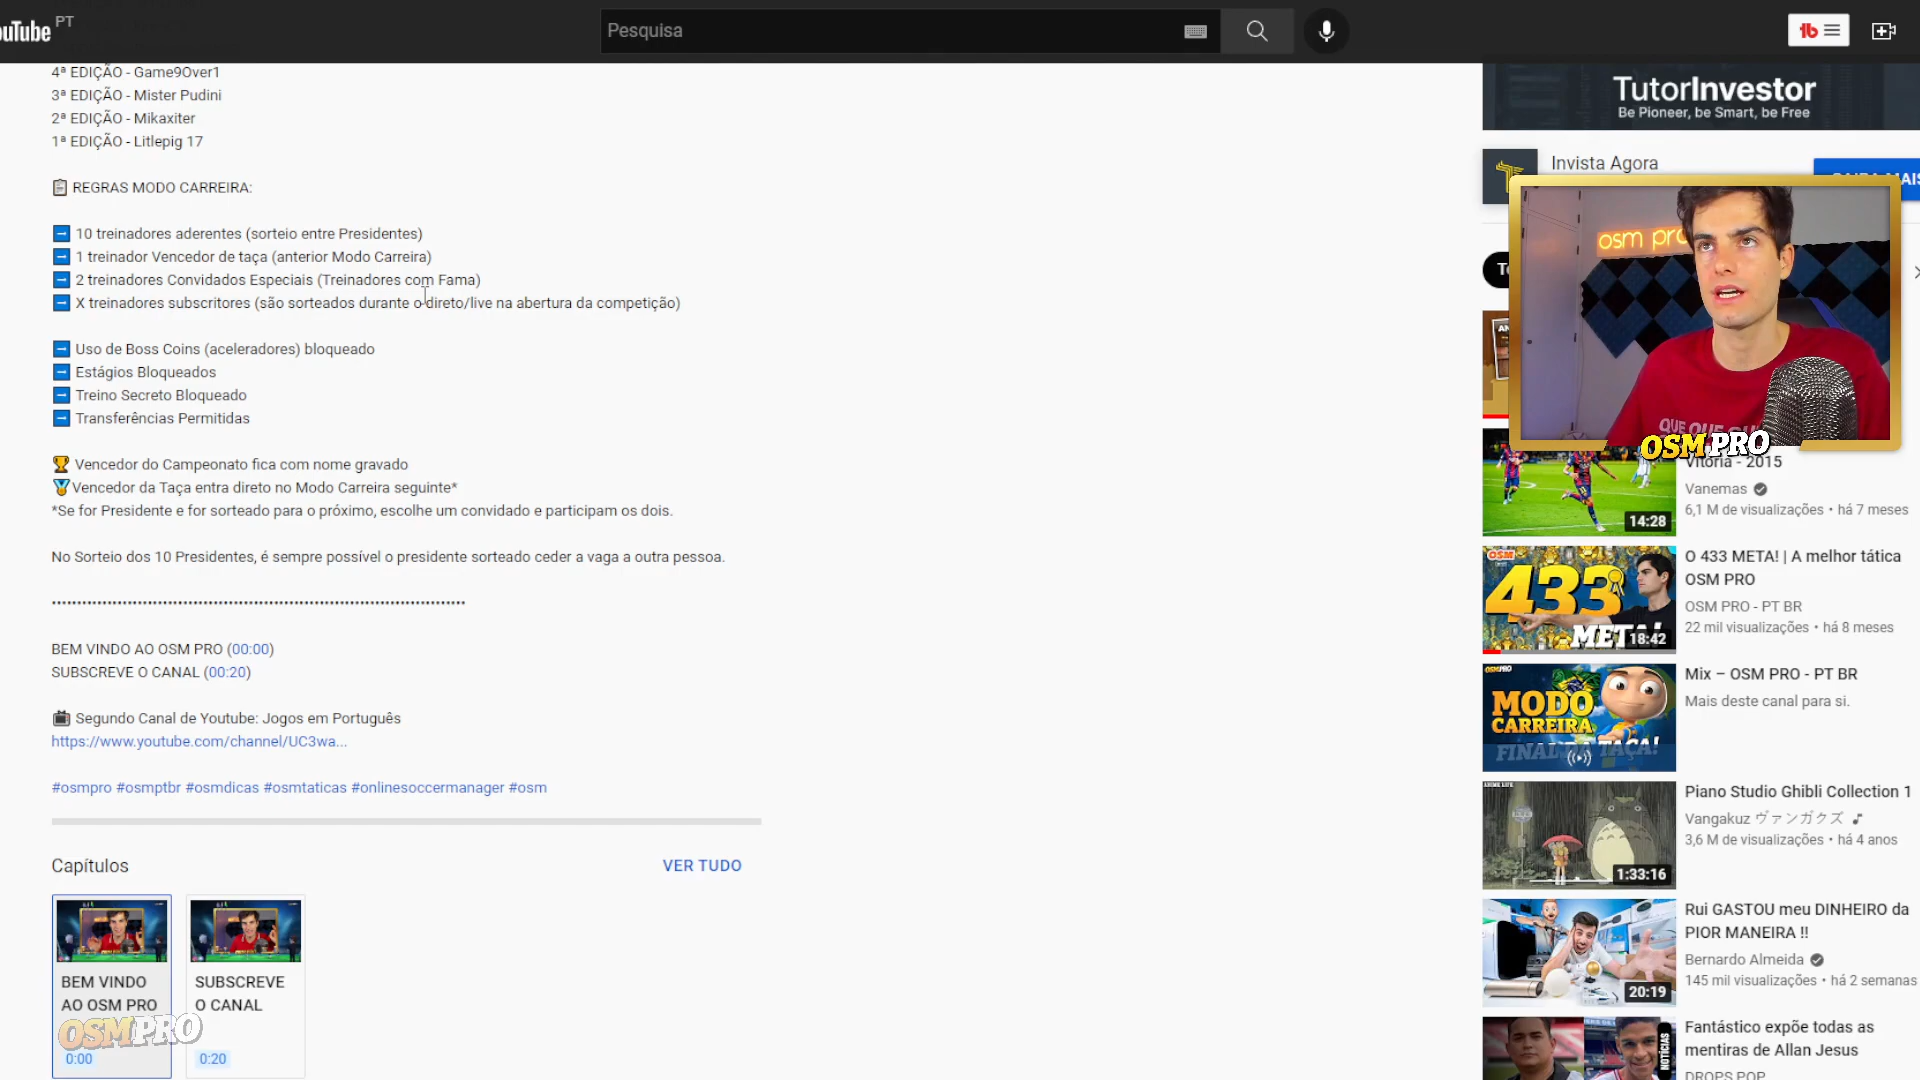 ouTube PT
Pesquisa
4ª EDIÇÃO - Game9Over1
3ª EDIÇÃO - Mister Pudini
2ª EDIÇÃO - Mikaxiter
1ª EDIÇÃO - Litlepig 17
REGRAS MODO CARREIRA:
10 treinadores aderentes (sorteio entre Presidentes)
1 treinador Vencedor de taça (anterior Modo Carreira)
2 treinadores Convidados Especiais (Treinadores com Fama)
X treinadores subscritores (são sorteados durante o direto/live na abertura da competição)
Uso de Boss Coins (aceleradores) bloqueado
Estágios Bloqueados
Treino Secreto Bloqueado
Transferências Permitidas
Vencedor do Campeonato fica com nome gravado
Vencedor da Taça entra direto no Modo Carreira seguinte*
*Se for Presidente e for sorteado para o próximo, escolhe um convidado e participam os dois.
No Sorteio dos 10 Presidentes, é sempre possível o presidente sorteado ceder a vaga a outra pessoa.
BEM VINDO AO OSM PRO (00:00)
SUBSCREVE O CANAL (00:20)
Segundo Canal de Youtube: Jogos em Português
https://www.youtube.com/channel/UC3wa...
#osmpro #osmptbr #osmdicas #osmtaticas #onlinesoccermanager #osm
Capítulos
VER TUDO
BEM VINDO
AO OSM PRO
0:00
SUBSCREVE
O CANAL
0:20
OSMPRO
TutorInvestor
Be Pioneer, be Smart, be Free
Invista Agora
osm pro
OSM PRO
Vitória - 2015
Vanemas
6,1 M de visualizações • há 7 meses
14:28
O 433 META! | A melhor tática
OSM PRO
OSM PRO - PT BR
22 mil visualizações • há 8 meses
OSM
433
META!
18:42
Mix – OSM PRO - PT BR
Mais deste canal para si.
OSMPRO
MODO
CARREIRA
FINAL DA TAÇA!
Piano Studio Ghibli Collection 1
Vangakuz ヴァンガクズ
3,6 M de visualizações • há 4 anos
1:33:16
Rui GASTOU meu DINHEIRO da
PIOR MANEIRA !!
Bernardo Almeida
145 mil visualizações • há 2 semanas
20:19
Fantástico expõe todas as
mentiras de Allan Jesus
DROPS POP
NOTÍCIAS